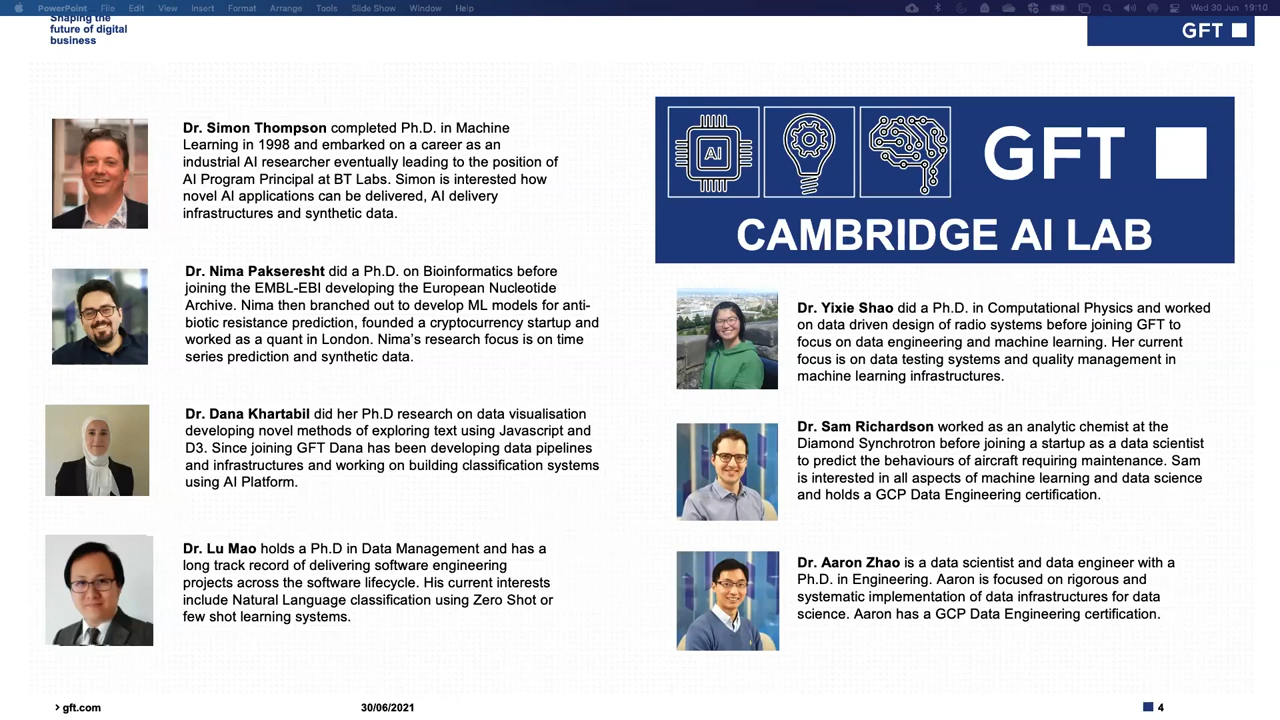 PowerPoint File Edit View Insert Format Arrange Tools Slide Show Window Help Wed 30 Jun 19:10
Shaping the
future of digital
business
GFT
Dr. Simon Thompson completed Ph.D. in Machine
Learning in 1998 and embarked on a career as an
industrial AI researcher eventually leading to the position of
AI Program Principal at BT Labs. Simon is interested how
novel AI applications can be delivered, AI delivery
infrastructures and synthetic data.
Dr. Nima Pakseresht did a Ph.D. on Bioinformatics before
joining the EMBL-EBI developing the European Nucleotide
Archive. Nima then branched out to develop ML models for anti-
biotic resistance prediction, founded a cryptocurrency startup and
worked as a quant in London. Nima's research focus is on time
series prediction and synthetic data.
Dr. Dana Khartabil did her Ph.D research on data visualisation
developing novel methods of exploring text using Javascript and
D3. Since joining GFT Dana has been developing data pipelines
and infrastructures and working on building classification systems
using AI Platform.
Dr. Lu Mao holds a Ph.D in Data Management and has a
long track record of delivering software engineering
projects across the software lifecycle. His current interests
include Natural Language classification using Zero Shot or
few shot learning systems.
AI
GFT
CAMBRIDGE AI LAB
Dr. Yixie Shao did a Ph.D. in Computational Physics and worked
on data driven design of radio systems before joining GFT to
focus on data engineering and machine learning. Her current
focus is on data testing systems and quality management in
machine learning infrastructures.
Dr. Sam Richardson worked as an analytic chemist at the
Diamond Synchrotron before joining a startup as a data scientist
to predict the behaviours of aircraft requiring maintenance. Sam
is interested in all aspects of machine learning and data science
and holds a GCP Data Engineering certification.
Dr. Aaron Zhao is a data scientist and data engineer with a
Ph.D. in Engineering. Aaron is focused on rigorous and
systematic implementation of data infrastructures for data
science. Aaron has a GCP Data Engineering certification.
> gft.com
30/06/2021
4